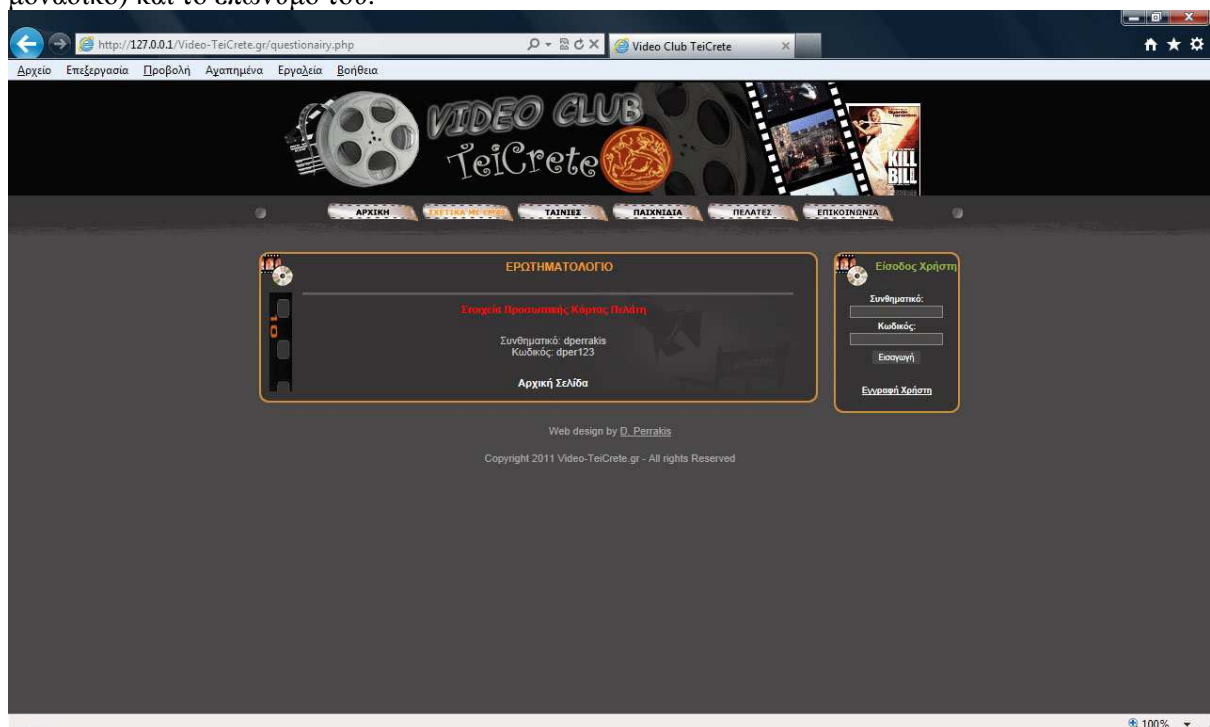 μοναδικό) και το επώνυμό του.
http://127.0.0.1/Video-TeiCrete.gr/questionairy.php
Video Club TeiCrete
Αρχείο Επεξεργασία Προβολή Αγαπημένα Εργαλεία Βοήθεια
VIDEO CLUB
TeiCrete
KILL
BILL
ΑΡΧΙΚΗ ΣΧΕΤΙΚΑ ΜΕ ΕΜΑΣ ΤΑΙΝΙΕΣ ΠΑΙΧΝΙΔΙΑ ΠΕΛΑΤΕΣ ΕΠΙΚΟΙΝΩΝΙΑ
ΕΡΩΤΗΜΑΤΟΛΟΓΙΟ
Στοιχεία Προσωπικής Κάρτας Πελάτη
Συνθηματικό: dperrakis
Κωδικός: dper123
Αρχική Σελίδα
Είσοδος Χρήστη
Συνθηματικό:
Κωδικός:
Εισαγωγή
Εγγραφή Χρήστη
10
Web design by D. Perrakis
Copyright 2011 Video-TeiCrete.gr - All rights Reserved
100%